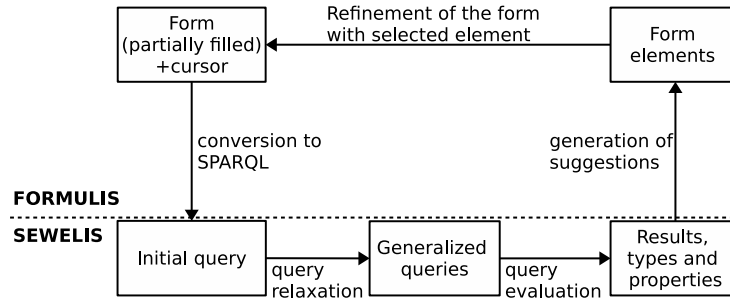 Form
(partially filled)
+cursor
Refinement of the form
with selected element
Form
elements
conversion to
SPARQL
generation of
suggestions
FORMULIS
SEWELIS
Initial query
query
relaxation
Generalized
queries
query
evaluation
Results,
types and
properties